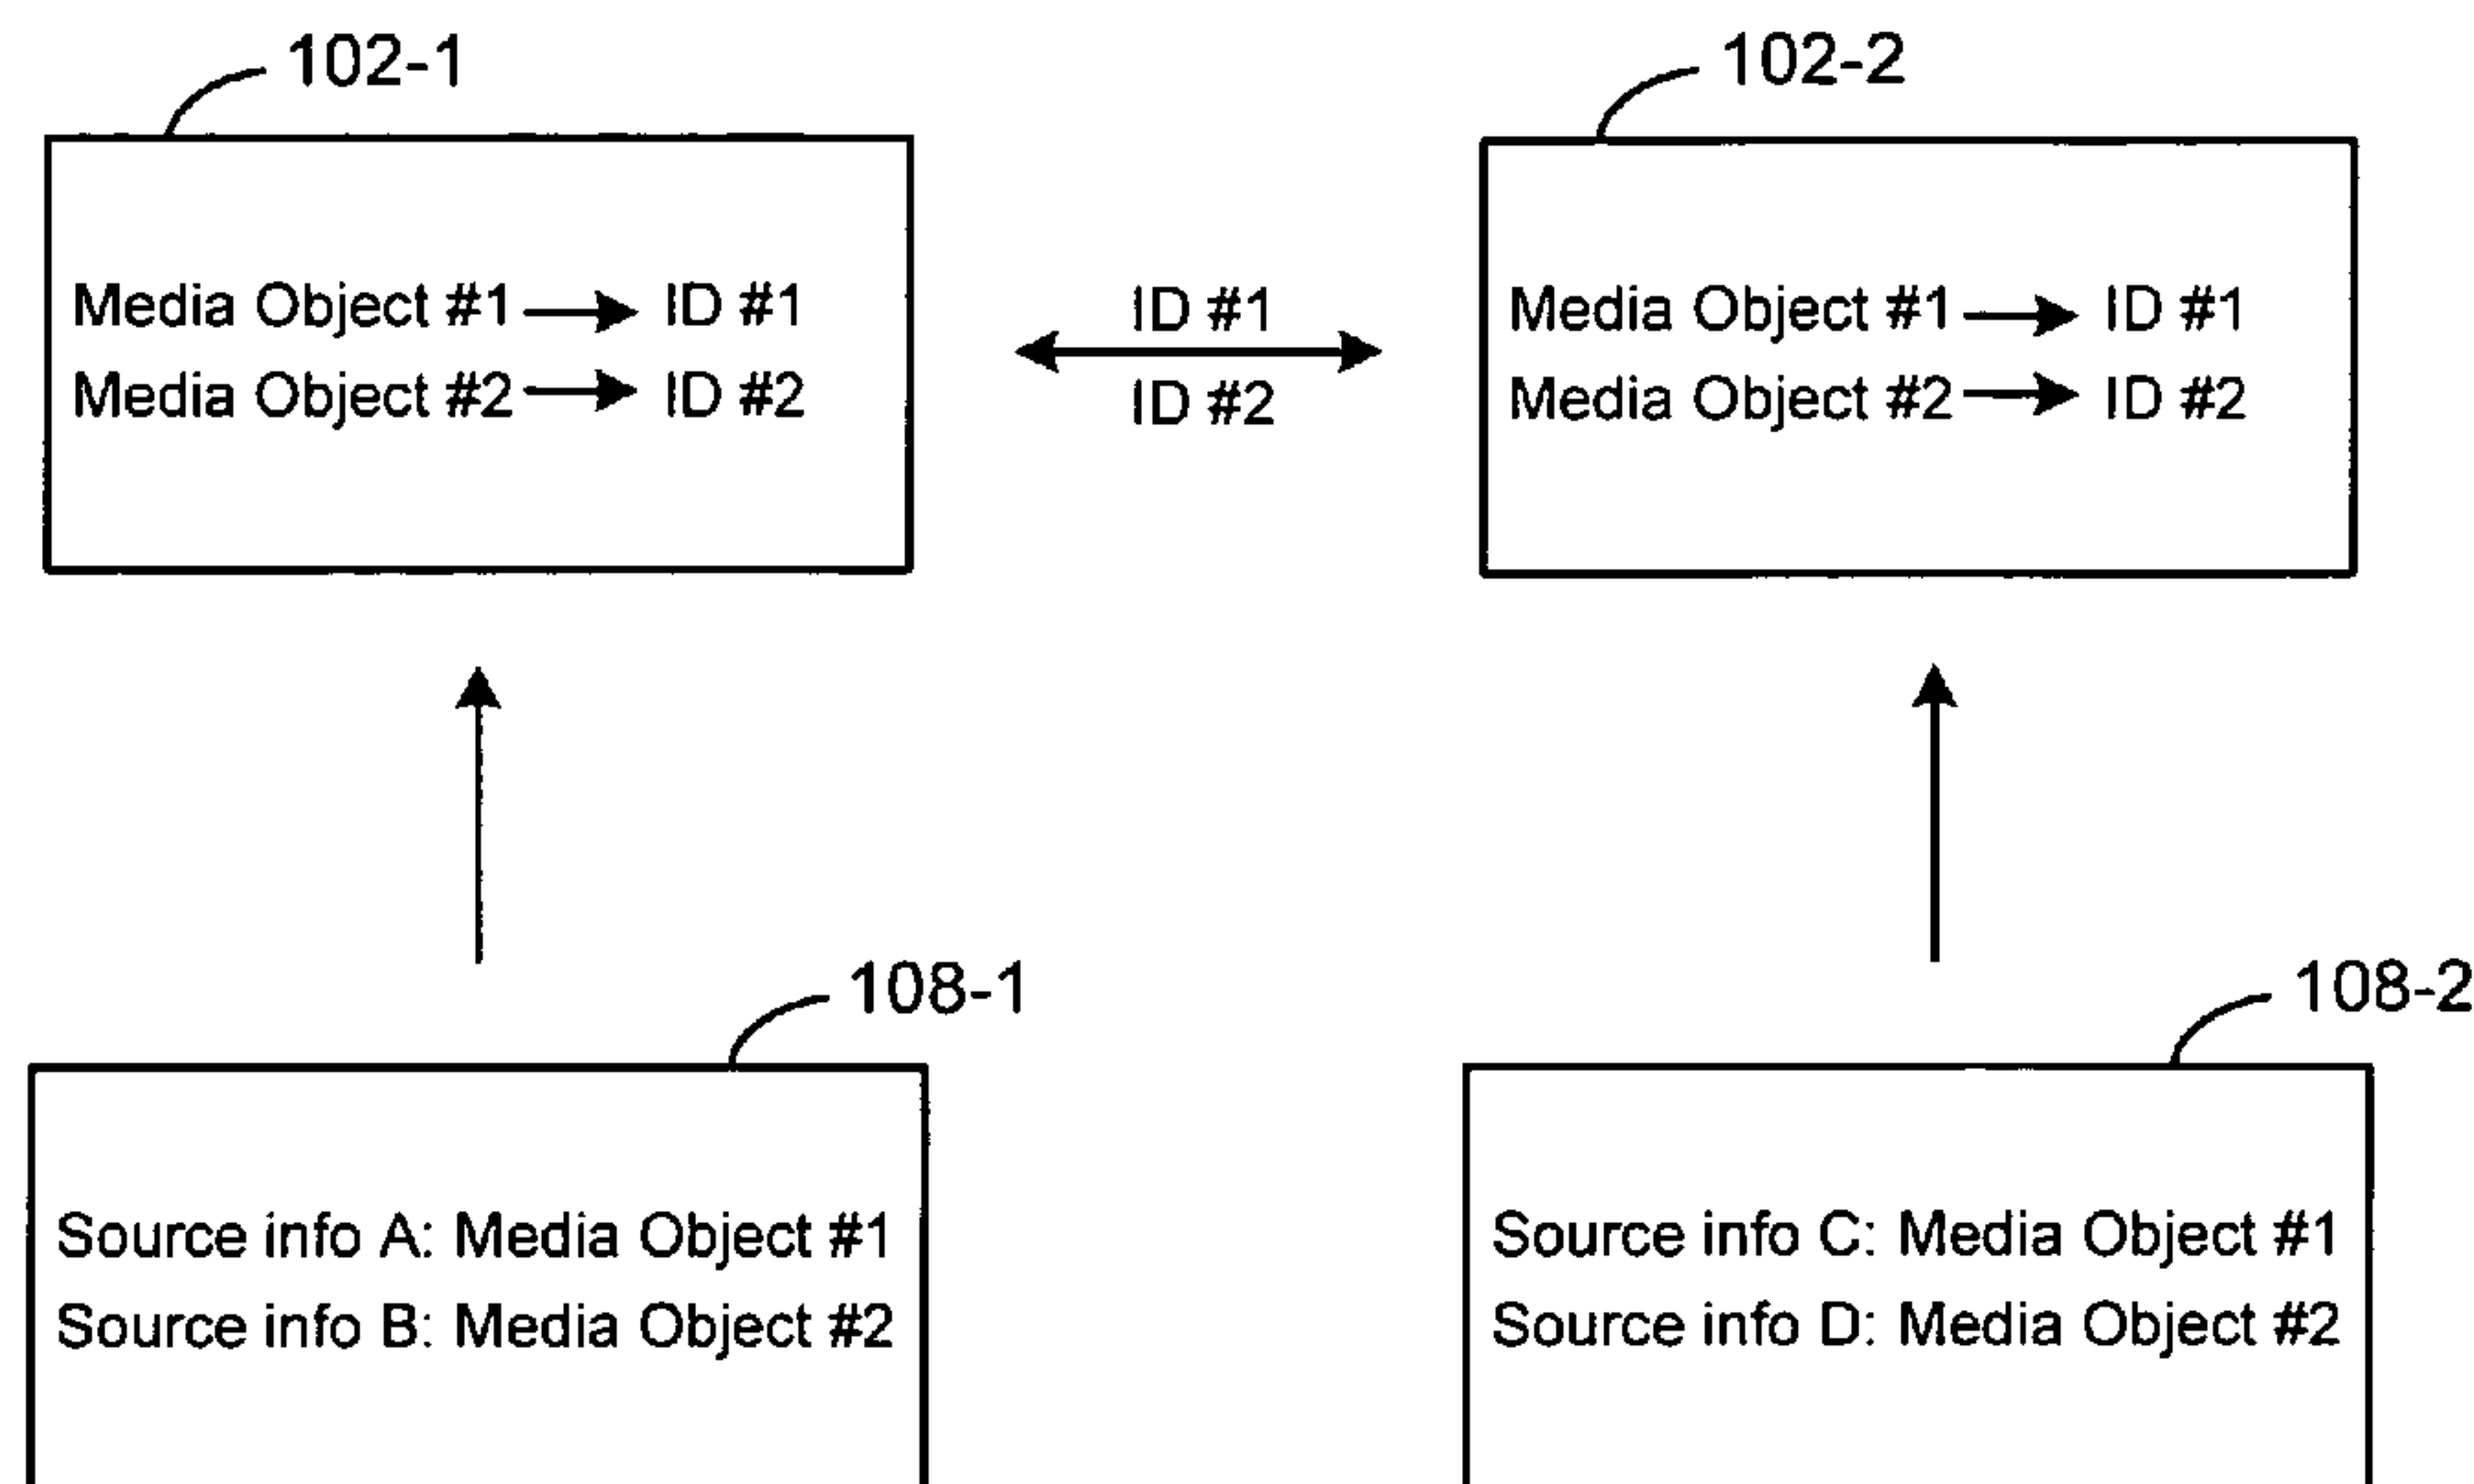 102-1
102-2
Media Object #1 ID #1
Media Object #2 ID #2
ID #1
ID #2
Media Object #1 ID #1
Media Object #2 ID #2
108-1
108-2
Source info A: Media Object #1
Source info B: Media Object #2
Source info C: Media Object #1
Source info D: Media Object #2